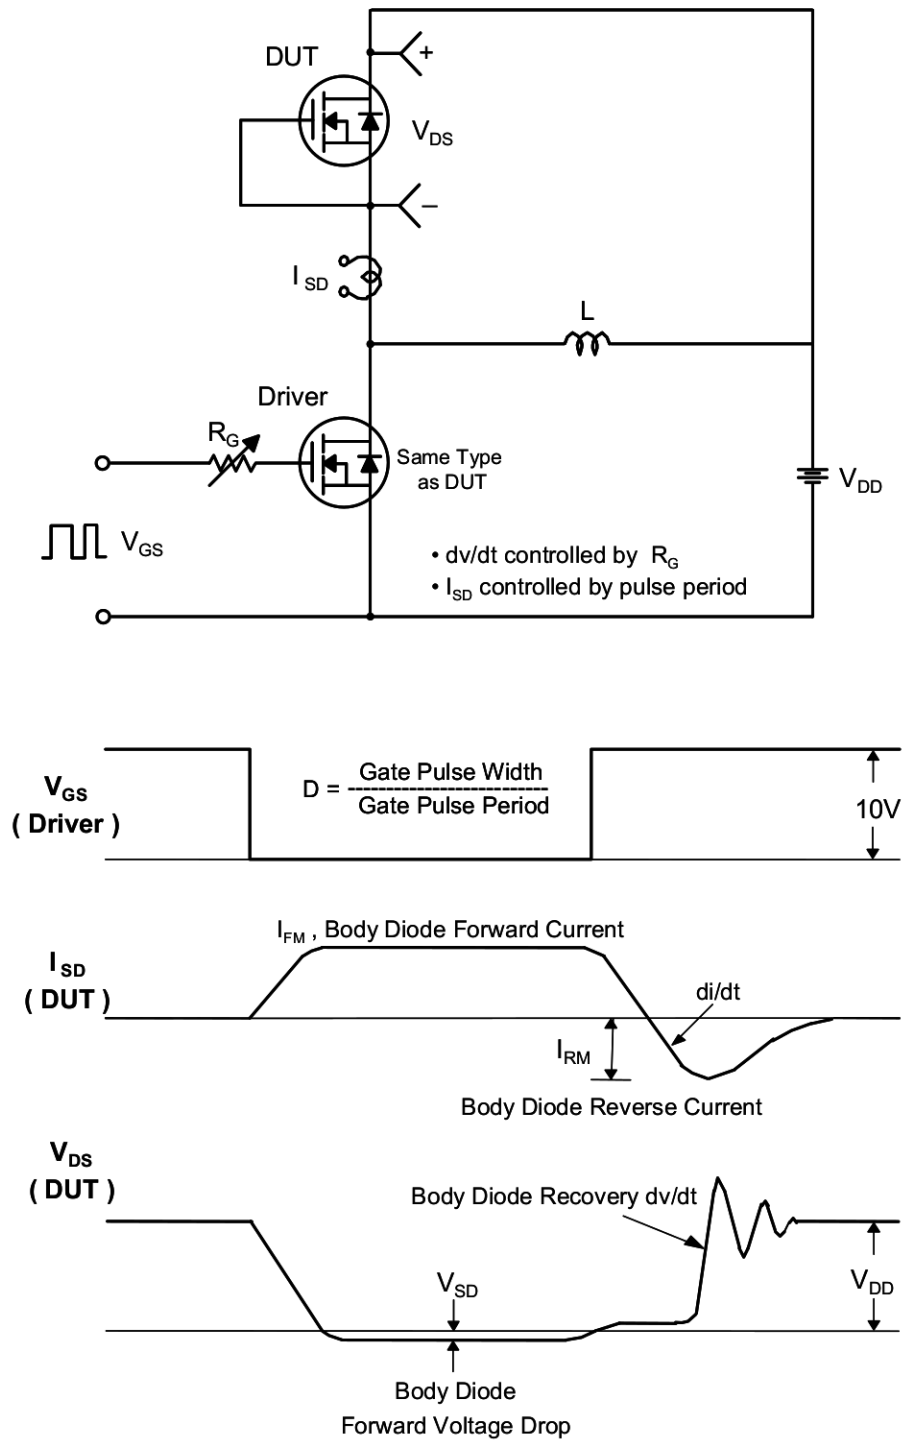 DUT
+
V_DS
–
I_SD
L
Driver
R_G
Same Type
as DUT
V_DD
V_GS
• dv/dt controlled by R_G
• I_SD controlled by pulse period
V_GS
( Driver )
D = Gate Pulse Width
Gate Pulse Period
10V
I_FM , Body Diode Forward Current
I_SD
( DUT )
di/dt
I_RM
Body Diode Reverse Current
V_DS
( DUT )
Body Diode Recovery dv/dt
V_SD
V_DD
Body Diode
Forward Voltage Drop